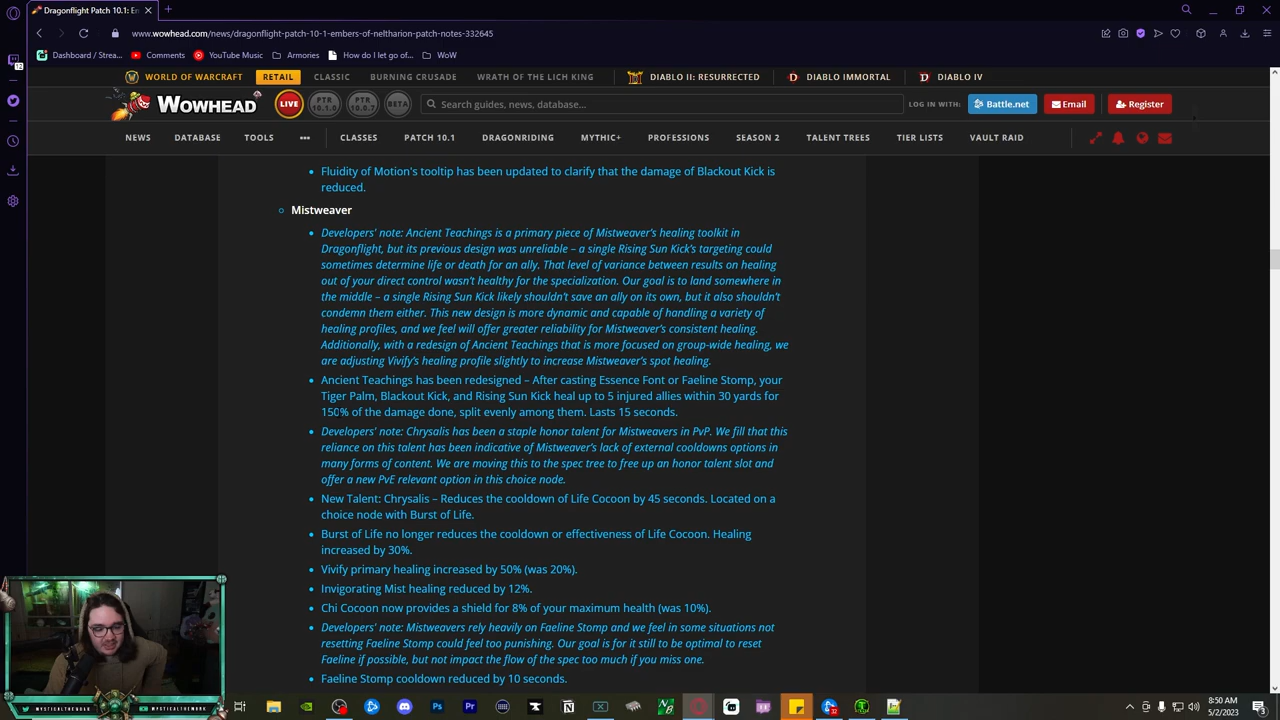 Dragonflight Patch 10.1: En
www.wowhead.com/news/dragonflight-patch-10-1-embers-of-neltharion-patch-notes-332645
Dashboard / Strea...
Comments
YouTube Music
Armories
How do I let go of...
WoW
12
WORLD OF WARCRAFT
RETAIL
CLASSIC
BURNING CRUSADE
WRATH OF THE LICH KING
DIABLO II: RESURRECTED
DIABLO IMMORTAL
DIABLO IV
WOWHEAD
LIVE
PTR 10.1.0
PTR 10.0.7
BETA
Search guides, news, database...
LOG IN WITH:
Battle.net
Email
Register
NEWS
DATABASE
TOOLS
•••
CLASSES
PATCH 10.1
DRAGONRIDING
MYTHIC+
PROFESSIONS
SEASON 2
TALENT TREES
TIER LISTS
VAULT RAID
Fluidity of Motion's tooltip has been updated to clarify that the damage of Blackout Kick is
reduced.
Mistweaver
Developers' note: Ancient Teachings is a primary piece of Mistweaver's healing toolkit in
Dragonflight, but its previous design was unreliable – a single Rising Sun Kick's targeting could
sometimes determine life or death for an ally. That level of variance between results on healing
out of your direct control wasn't healthy for the specialization. Our goal is to land somewhere in
the middle – a single Rising Sun Kick likely shouldn't save an ally on its own, but it also shouldn't
condemn them either. This new design is more dynamic and capable of handling a variety of
healing profiles, and we feel will offer greater reliability for Mistweaver's consistent healing.
Additionally, with a redesign of Ancient Teachings that is more focused on group-wide healing, we
are adjusting Vivify's healing profile slightly to increase Mistweaver's spot healing.
Ancient Teachings has been redesigned – After casting Essence Font or Faeline Stomp, your
Tiger Palm, Blackout Kick, and Rising Sun Kick heal up to 5 injured allies within 30 yards for
150% of the damage done, split evenly among them. Lasts 15 seconds.
Developers' note: Chrysalis has been a staple honor talent for Mistweavers in PvP. We fill that this
reliance on this talent has been indicative of Mistweaver's lack of external cooldowns options in
many forms of content. We are moving this to the spec tree to free up an honor talent slot and
offer a new PvE relevant option in this choice node.
New Talent: Chrysalis – Reduces the cooldown of Life Cocoon by 45 seconds. Located on a
choice node with Burst of Life.
Burst of Life no longer reduces the cooldown or effectiveness of Life Cocoon. Healing
increased by 30%.
Vivify primary healing increased by 50% (was 20%).
Invigorating Mist healing reduced by 12%.
Chi Cocoon now provides a shield for 8% of your maximum health (was 10%).
Developers' note: Mistweavers rely heavily on Faeline Stomp and we feel in some situations not
resetting Faeline Stomp could feel too punishing. Our goal is for it still to be optimal to reset
Faeline if possible, but not impact the flow of the spec too much if you miss one.
Faeline Stomp cooldown reduced by 10 seconds.
8:50 AM
5/2/2023